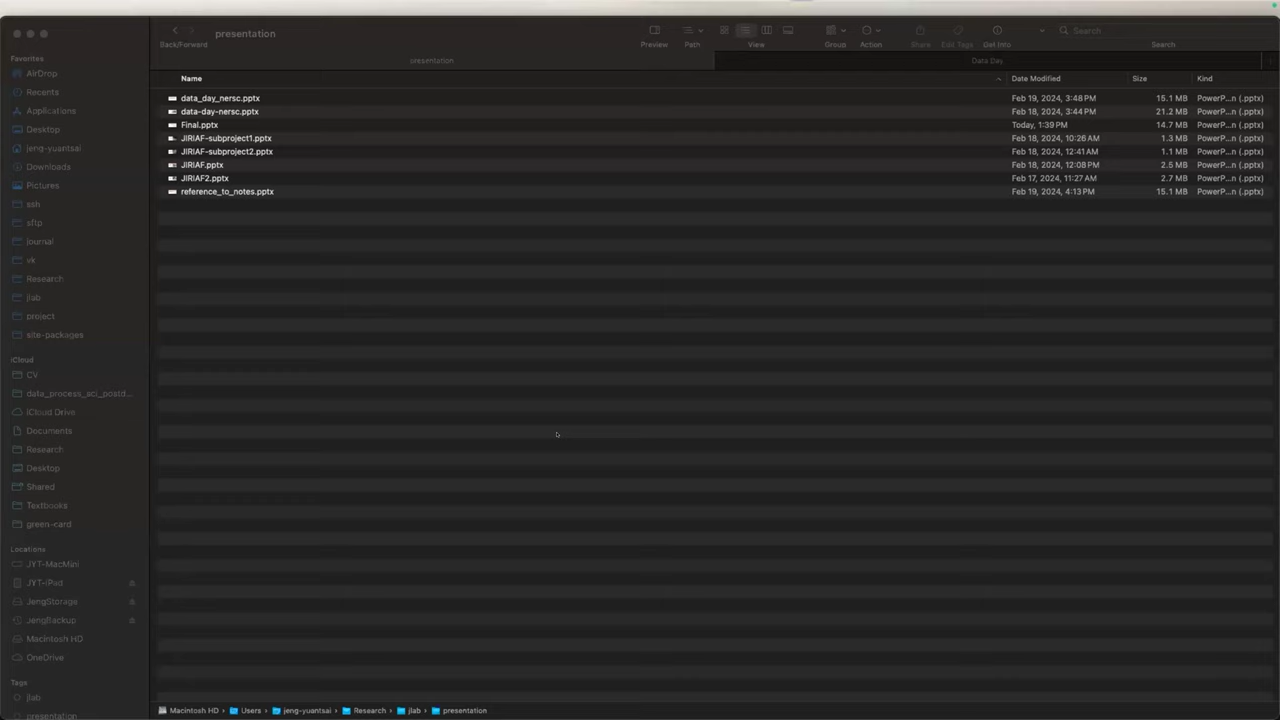 presentation
Back/Forward
Preview
Path
View
Group
Action
Share
Edit Tags
Get Info
Search
Search
presentation
Data Day
Name
Date Modified
Size
Kind
data_day_nersc.pptx
Feb 19, 2024, 3:48 PM
15.1 MB
PowerP...n (.pptx)
data-day-nersc.pptx
Feb 18, 2024, 3:44 PM
21.2 MB
PowerP...n (.pptx)
Final.pptx
Today, 1:39 PM
14.7 MB
PowerP...n (.pptx)
JIRIAF-subproject1.pptx
Feb 18, 2024, 10:26 AM
1.3 MB
PowerP...n (.pptx)
JIRIAF-subproject2.pptx
Feb 18, 2024, 12:41 AM
1.1 MB
PowerP...n (.pptx)
JIRIAF.pptx
Feb 18, 2024, 12:08 PM
2.5 MB
PowerP...n (.pptx)
JIRIAF2.pptx
Feb 17, 2024, 11:27 AM
2.7 MB
PowerP...n (.pptx)
reference_to_notes.pptx
Feb 19, 2024, 4:13 PM
15.1 MB
PowerP...n (.pptx)
Favorites
AirDrop
Recents
Applications
Desktop
jeng-yuantsai
Downloads
Pictures
ssh
sftp
journal
vk
Research
jlab
project
site-packages
iCloud
CV
data_process_sci_postd...
iCloud Drive
Documents
Research
Desktop
Shared
Textbooks
green-card
Locations
JYT-MacMini
JYT-iPad
JengStorage
JengBackup
Macintosh HD
OneDrive
Tags
jlab
presentation
Macintosh HD › Users › jeng-yuantsai › Research › jlab › presentation